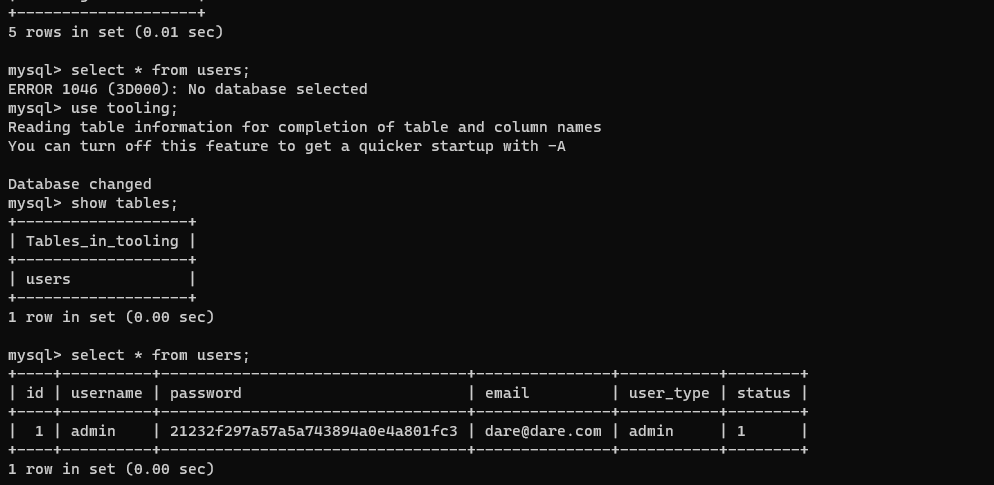 +--------------------+
5 rows in set (0.01 sec)
mysql> select * from users;
ERROR 1046 (3D000): No database selected
mysql> use tooling;
Reading table information for completion of table and column names
You can turn off this feature to get a quicker startup with -A
Database changed
mysql> show tables;
+-------------------+
| Tables_in_tooling |
+-------------------+
| users             |
+-------------------+
1 row in set (0.00 sec)
mysql> select * from users;
+----+----------+----------------------------------+---------------+-----------+--------+
| id | username | password                         | email         | user_type | status |
+----+----------+----------------------------------+---------------+-----------+--------+
|  1 | admin    | 21232f297a57a5a743894a0e4a801fc3 | dare@dare.com | admin     | 1      |
+----+----------+----------------------------------+---------------+-----------+--------+
1 row in set (0.00 sec)